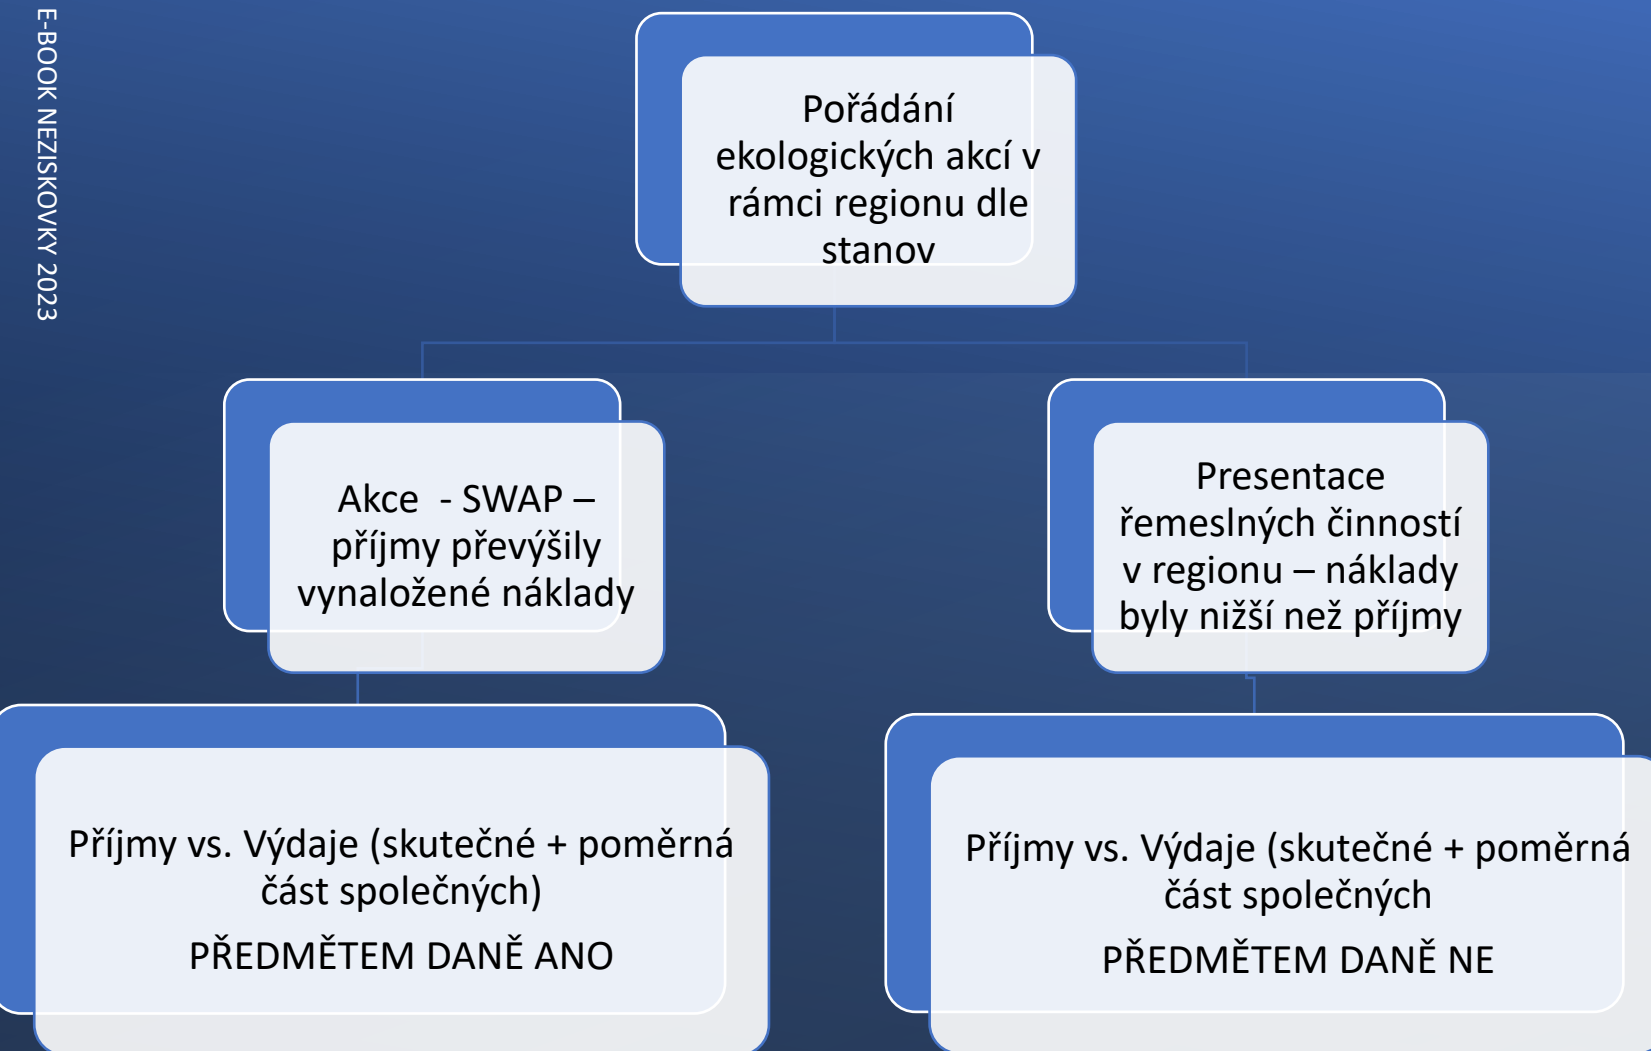 E-BOOK NEZISKOVKY 2023
Pořádání
ekologických akcí v
rámci regionu dle
stanov
Akce - SWAP –
příjmy převýšily
vynaložené náklady
Presentace
řemeslných činností
v regionu – náklady
byly nižší než příjmy
Příjmy vs. Výdaje (skutečné + poměrná
část společných)
PŘEDMĚTEM DANĚ ANO
Příjmy vs. Výdaje (skutečné + poměrná
část společných
PŘEDMĚTEM DANĚ NE